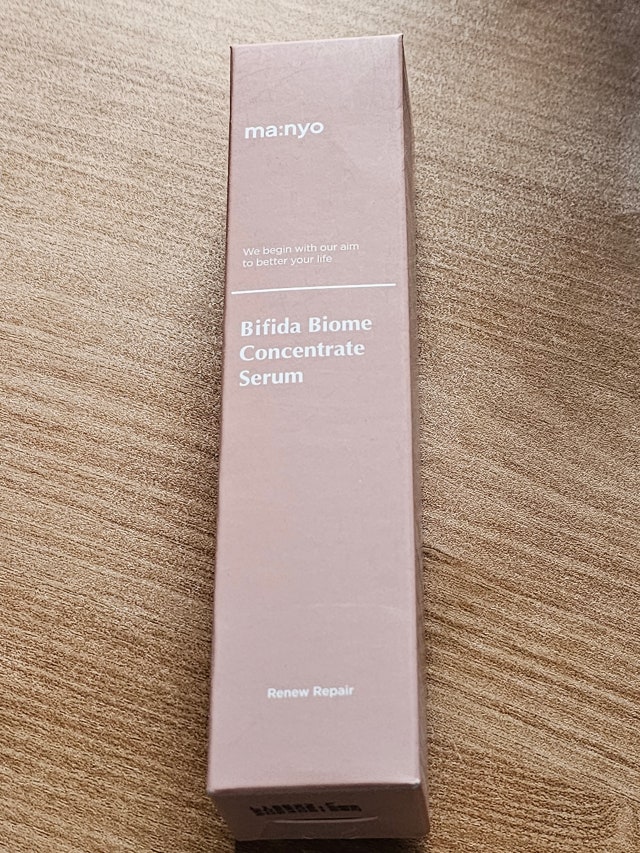 ma:nyo
We begin with our aim
to better your life
Bifida Biome
Concentrate
Serum
Renew Repair